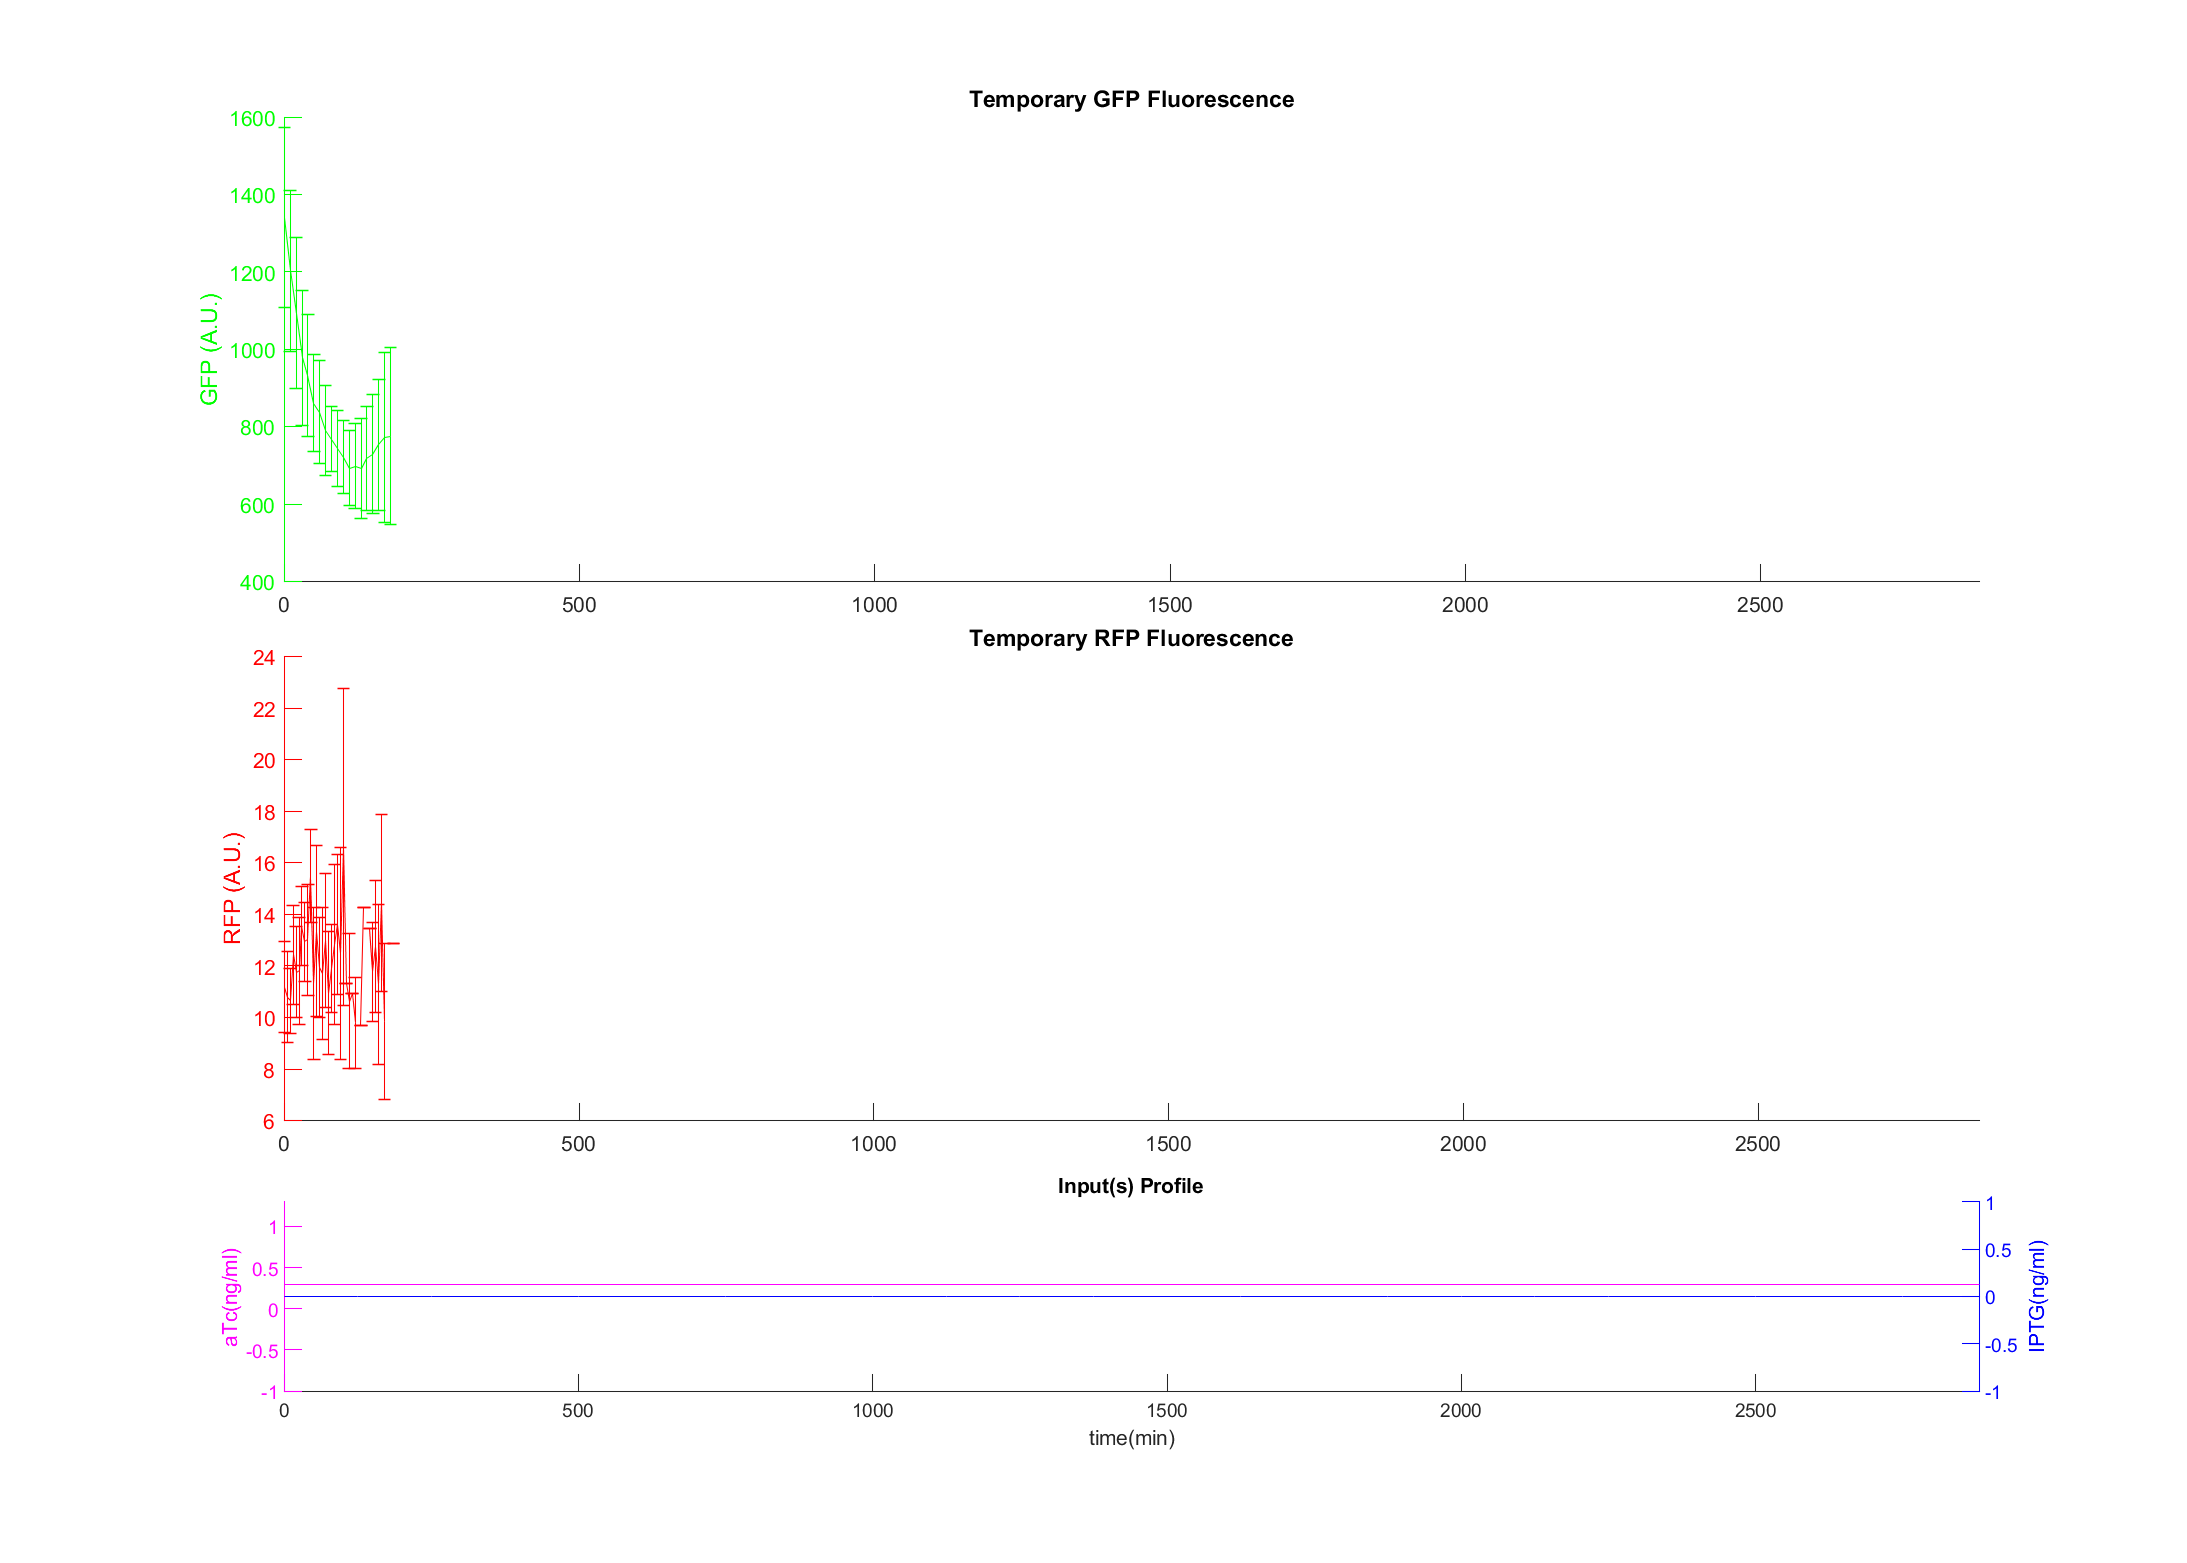 Temporary GFP Fluorescence
1600
1400
1200
1000
800
600
400
GFP (A.U.)
0 500 1000 1500 2000 2500
Temporary RFP Fluorescence
24
22
20
18
16
14
12
10
8
6
RFP (A.U.)
0 500 1000 1500 2000 2500
Input(s) Profile
1
0.5
0
-0.5
-1
aTc(ng/ml)
1
0.5
0
-0.5
-1
IPTG(ng/ml)
0 500 1000 1500 2000 2500
time(min)